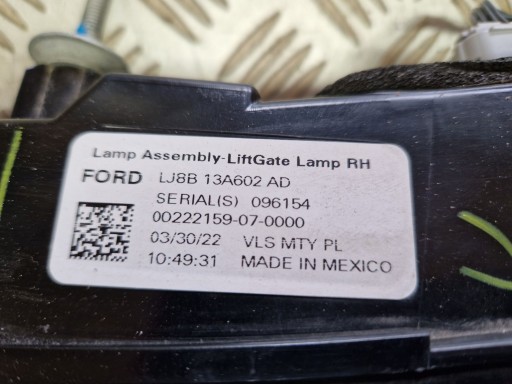 Lamp Assembly-LiftGate Lamp RH
FORD LJ8B 13A602 AD
SERIAL(S) 096154
00222159-07-0000
03/30/22 VLS MTY PL
10:49:31 MADE IN MEXICO